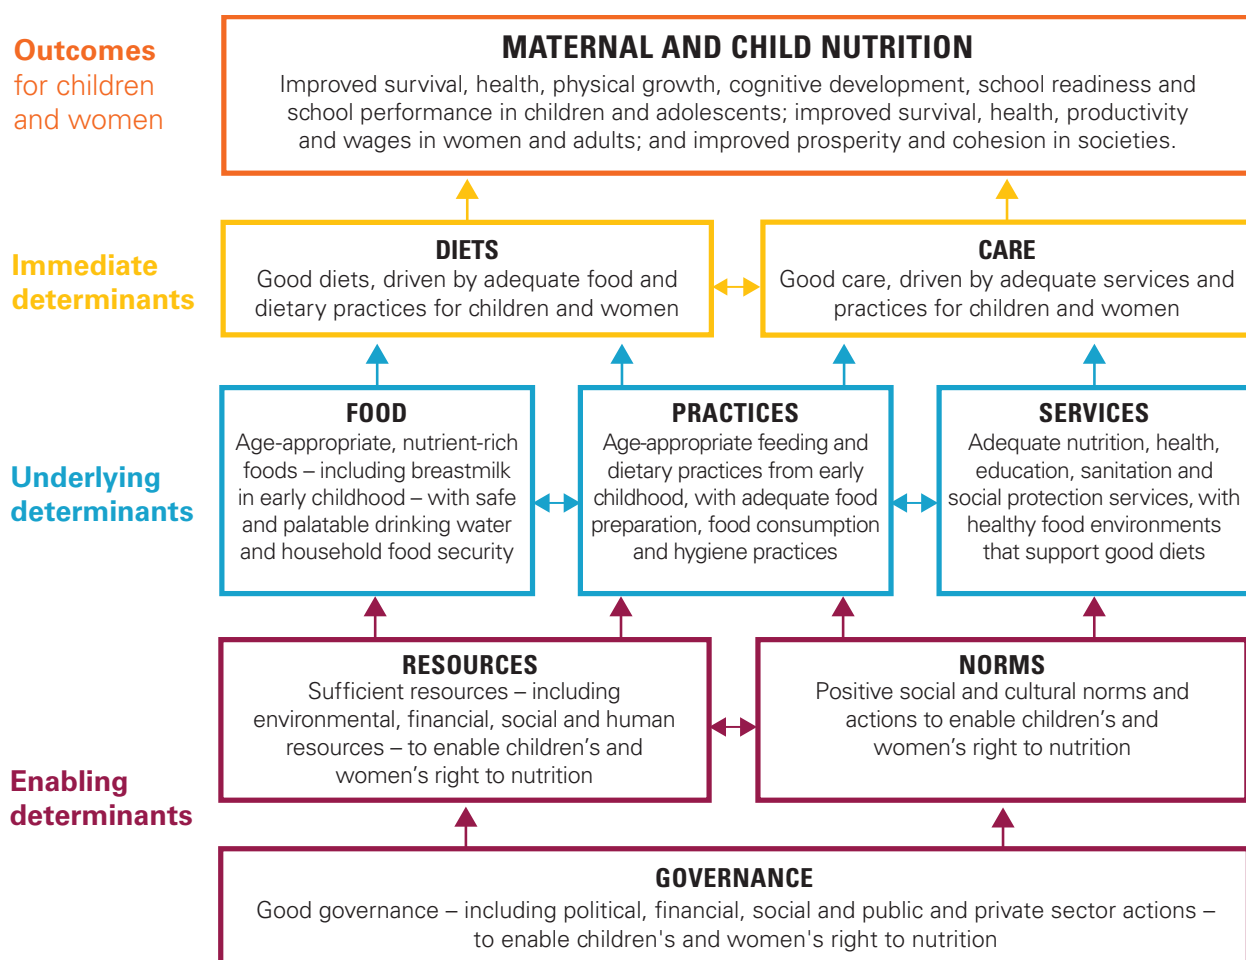 Outcomes
for children
and women
MATERNAL AND CHILD NUTRITION
Improved survival, health, physical growth, cognitive development, school readiness and
school performance in children and adolescents; improved survival, health, productivity
and wages in women and adults; and improved prosperity and cohesion in societies.
Immediate
determinants
DIETS
Good diets, driven by adequate food and
dietary practices for children and women
CARE
Good care, driven by adequate services and
practices for children and women
Underlying
determinants
FOOD
Age-appropriate, nutrient-rich
foods – including breastmilk
in early childhood – with safe
and palatable drinking water
and household food security
PRACTICES
Age-appropriate feeding and
dietary practices from early
childhood, with adequate food
preparation, food consumption
and hygiene practices
SERVICES
Adequate nutrition, health,
education, sanitation and
social protection services, with
healthy food environments
that support good diets
Enabling
determinants
RESOURCES
Sufficient resources – including
environmental, financial, social and human
resources – to enable children’s and
women’s right to nutrition
NORMS
Positive social and cultural norms and
actions to enable children’s and
women’s right to nutrition
GOVERNANCE
Good governance – including political, financial, social and public and private sector actions –
to enable children's and women's right to nutrition